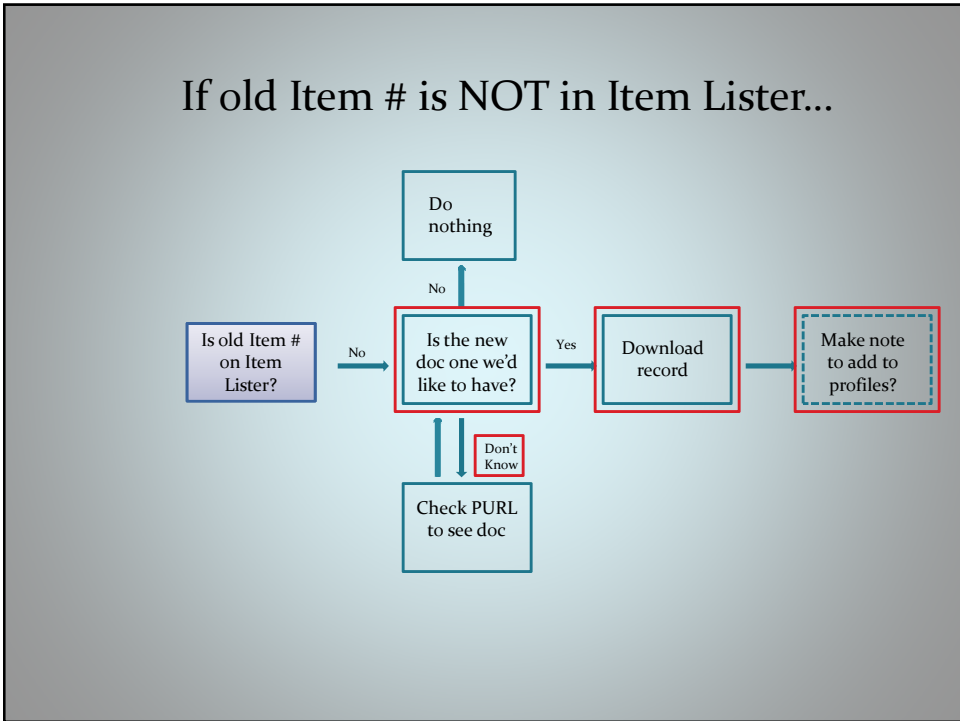 If old Item # is NOT in Item Lister...
Do
nothing
No
Is old Item #
on Item
Lister?
No
Is the new
doc one we'd
like to have?
Yes
Download
record
Make note
to add to
profiles?
Don't
Know
Check PURL
to see doc